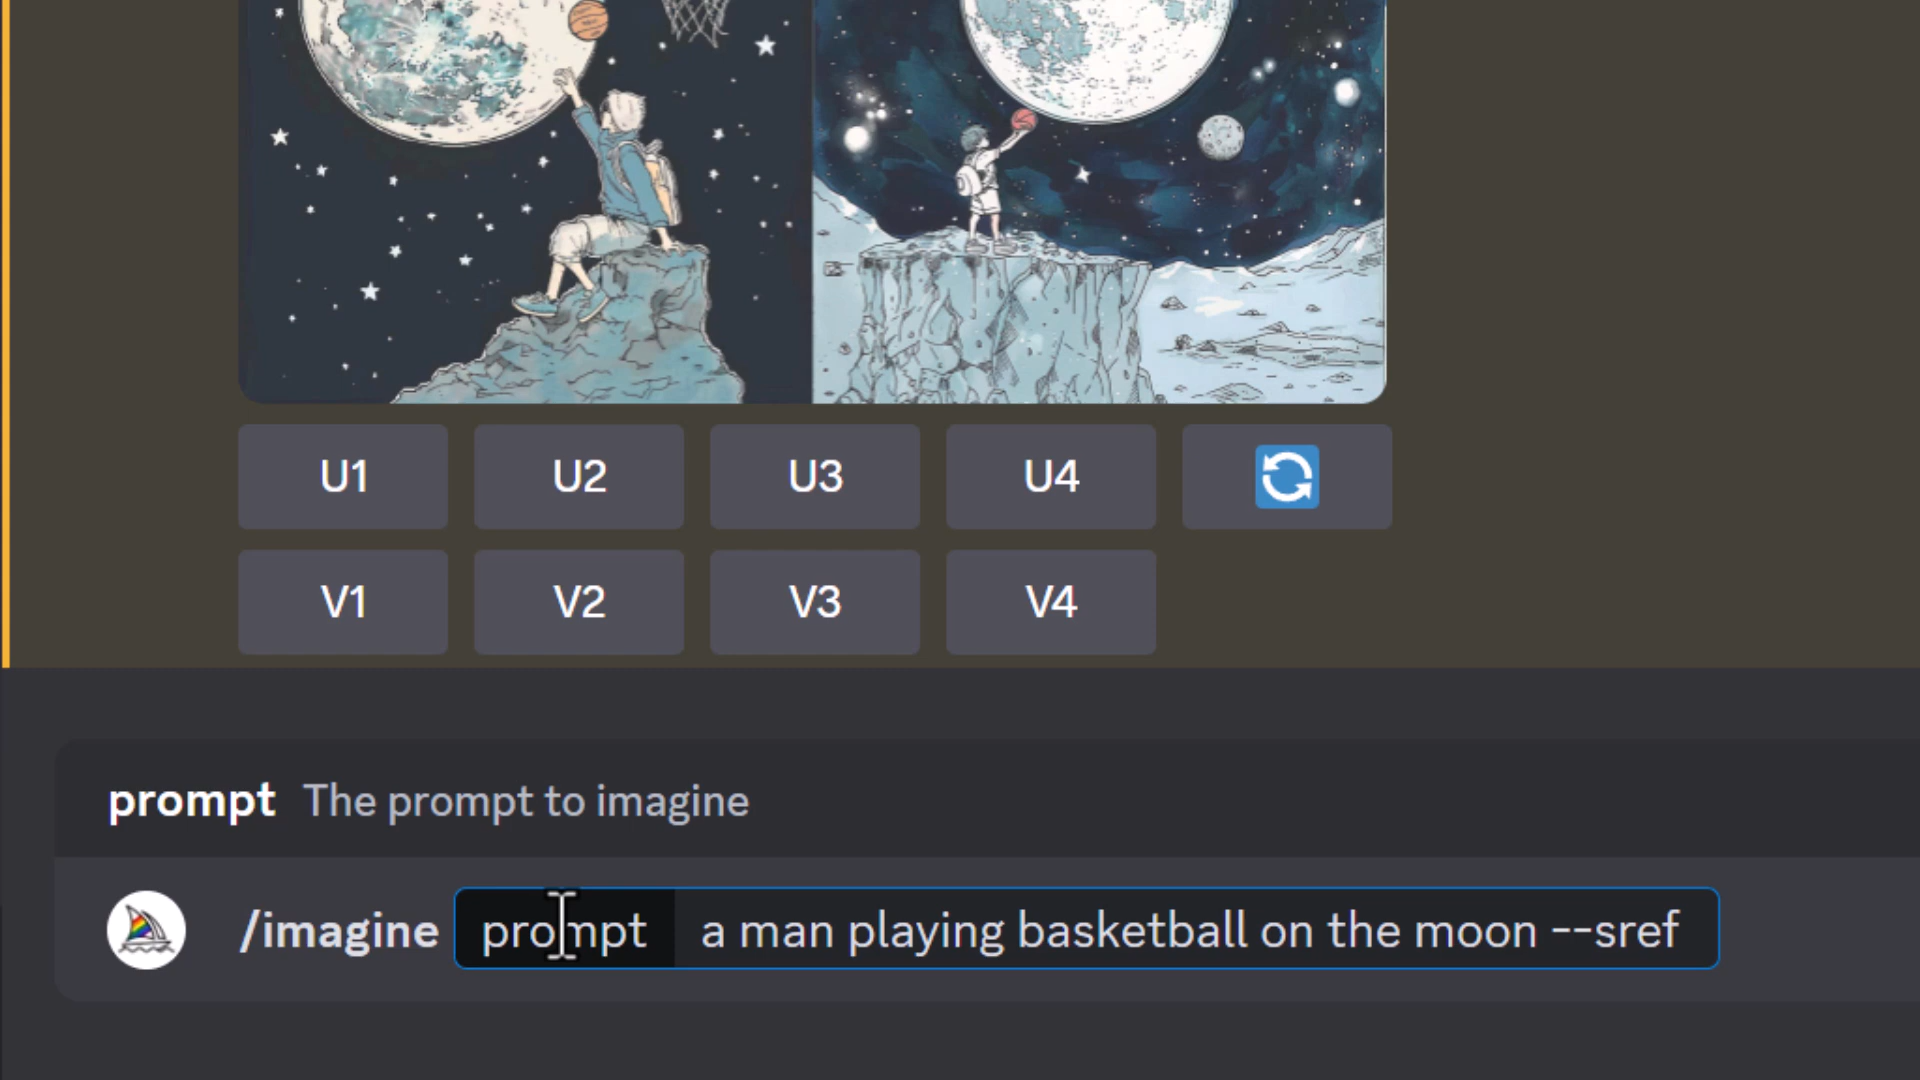 U1 U2 U3 U4
V1 V2 V3 V4
prompt The prompt to imagine
/imagine prompt a man playing basketball on the moon --sref